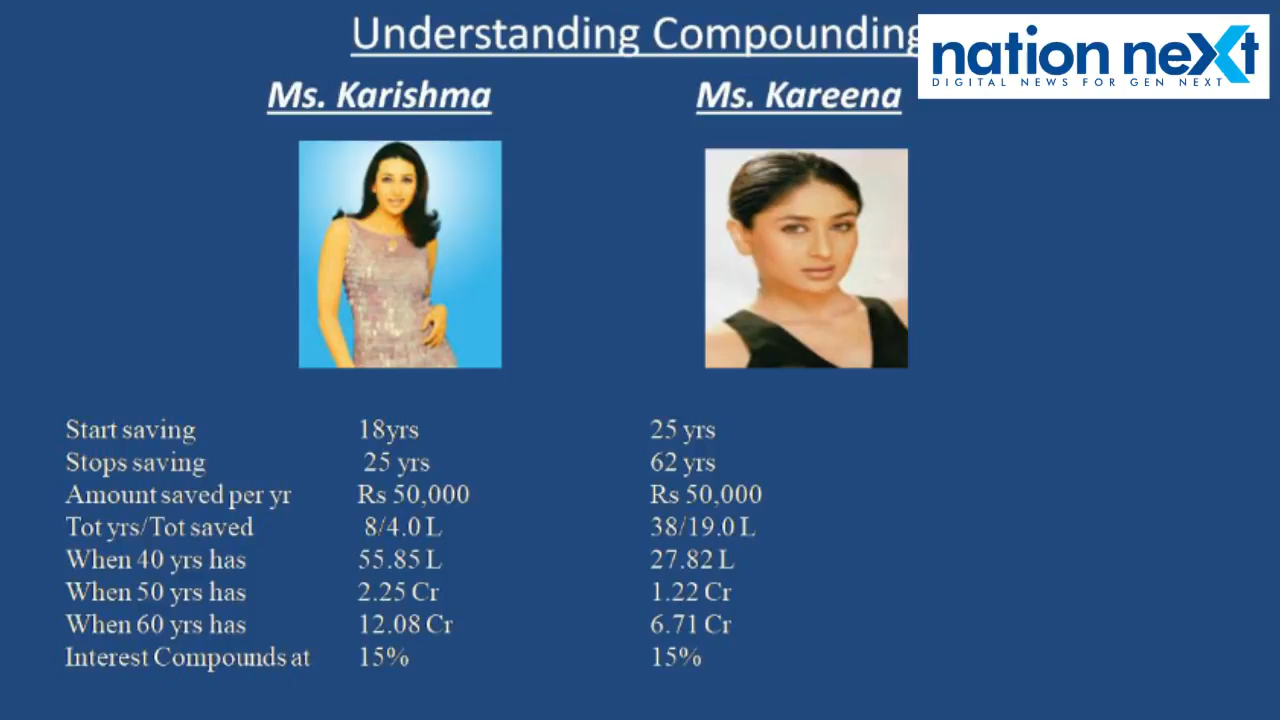 Understanding Compounding
nation next
DIGITAL NEWS FOR GEN NEXT
Ms. Karishma Ms. Kareena
Start saving 18yrs 25 yrs
Stops saving 25 yrs 62 yrs
Amount saved per yr Rs 50,000 Rs 50,000
Tot yrs/Tot saved 8/4.0 L 38/19.0 L
When 40 yrs has 55.85 L 27.82 L
When 50 yrs has 2.25 Cr 1.22 Cr
When 60 yrs has 12.08 Cr 6.71 Cr
Interest Compounds at 15% 15%